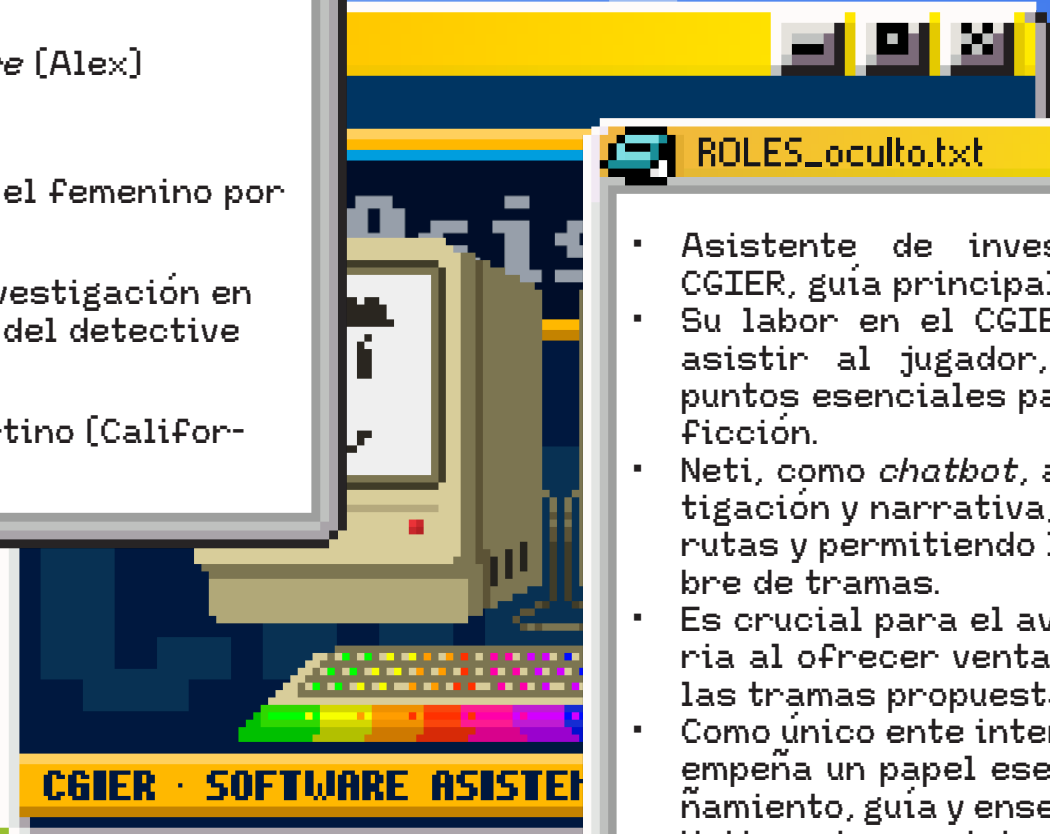 re (Alex)
el femenino por
vestigación en
del detective
tino (Califor-
ROLES_oculto.txt
▪ Asistente de inves
CGIER, guía principal
▪ Su labor en el CGIE
asistir al jugador,
puntos esenciales pa
ficción.
▪ Neti, como chatbot, a
tigación y narrativa,
rutas y permitiendo l
bre de tramas.
▪ Es crucial para el av
ria al ofrecer venta
las tramas propuesta
▪ Como único ente inter
empeña un papel ese
ñamiento, guía y ense
CGIER · SOFTWARE ASISTEN